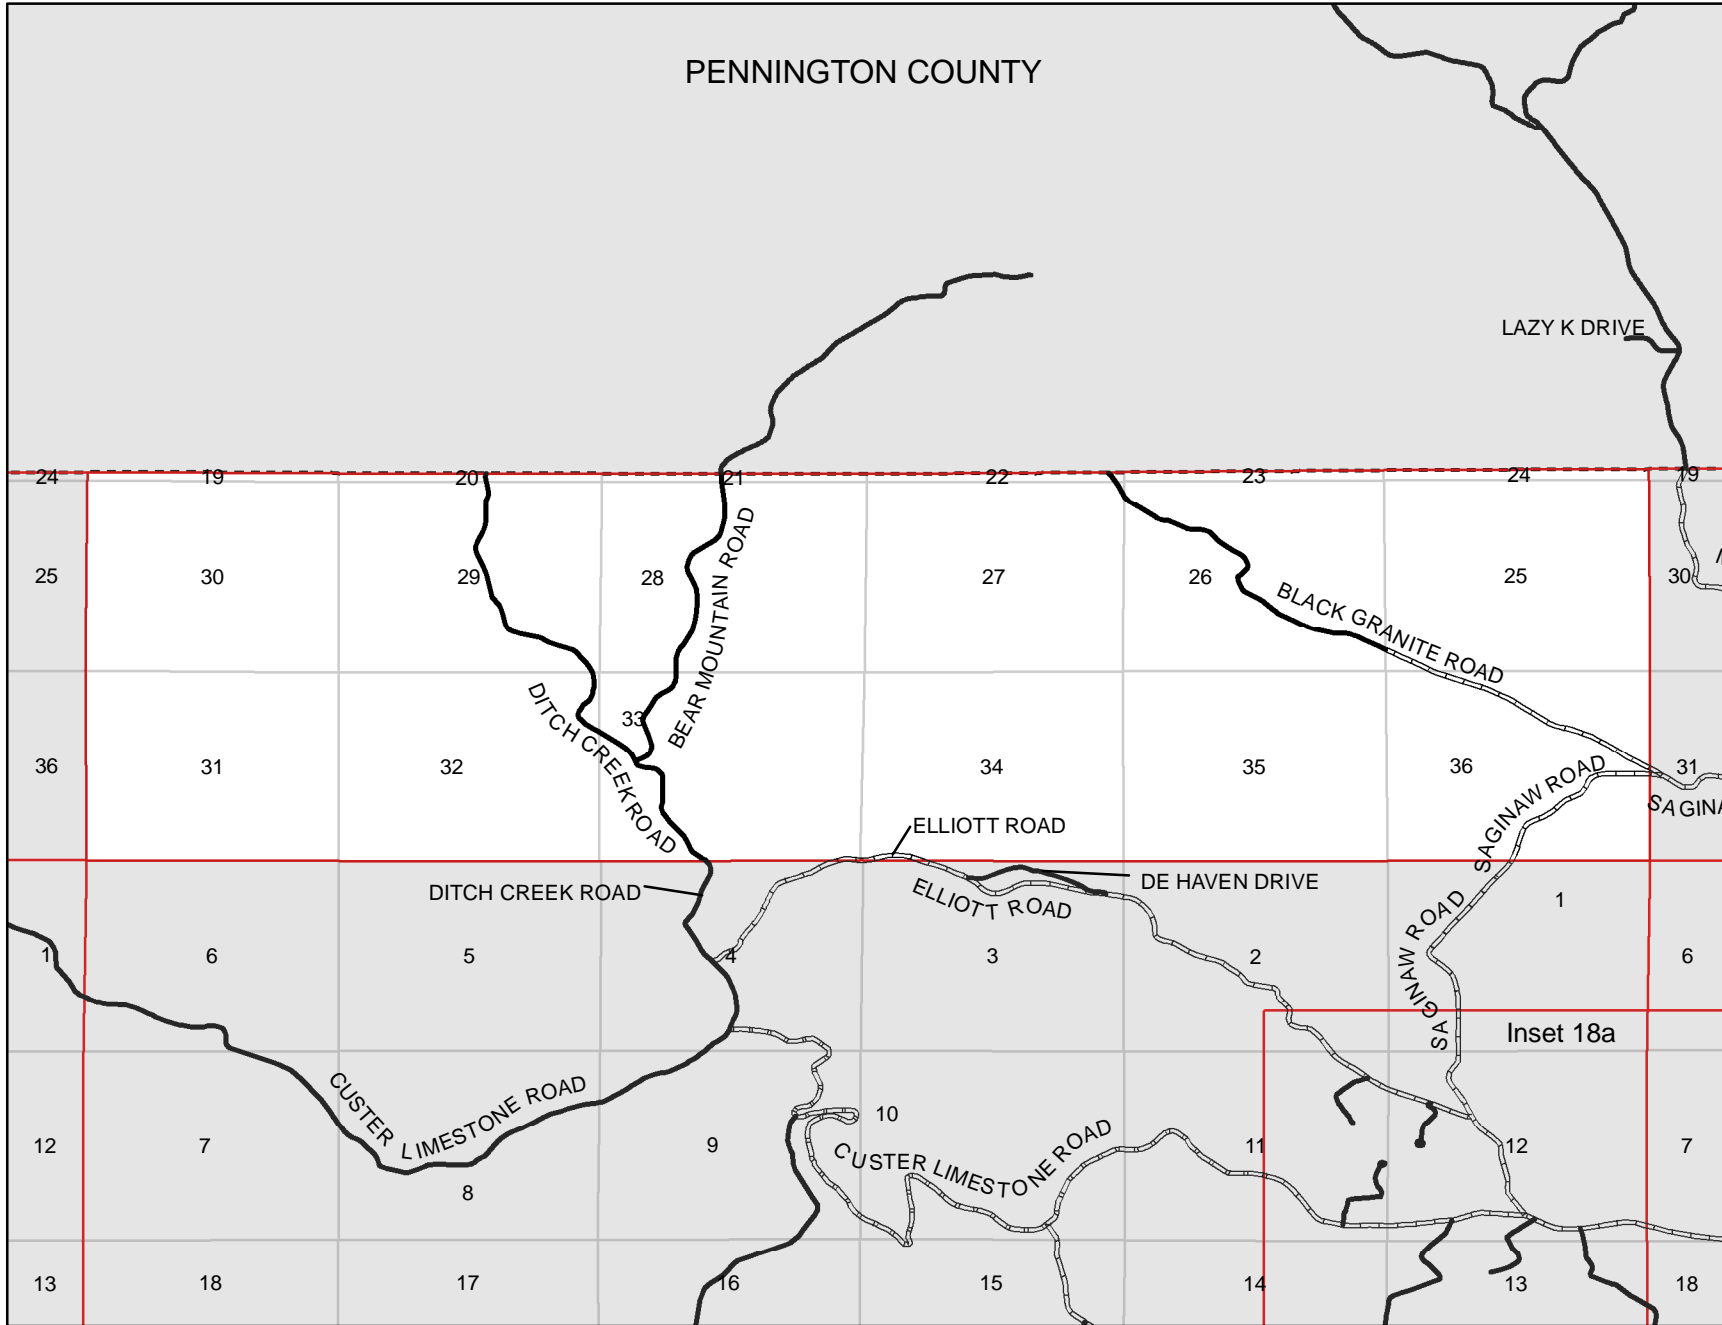 PENNINGTON COUNTY
LAZY K DRIVE
24 19 20 21 22 23 24 19
BEAR MOUNTAIN ROAD
25 30 29 28 27 26 25 30
BLACK GRANITE ROAD
DITCH CREEK ROAD
33
36 31 32 34 35 36 31
SAGINAW ROAD
SAGINA
ELLIOTT ROAD
DITCH CREEK ROAD
DE HAVEN DRIVE
ELLIOTT ROAD
1
SAGINAW ROAD
1 6 5 4 3 2 6
SAGINAW ROAD
Inset 18a
CUSTER LIMESTONE ROAD
10
CUSTER LIMESTONE ROAD
12 7 9 11 12 7
8
13 18 17 16 15 14 13 18